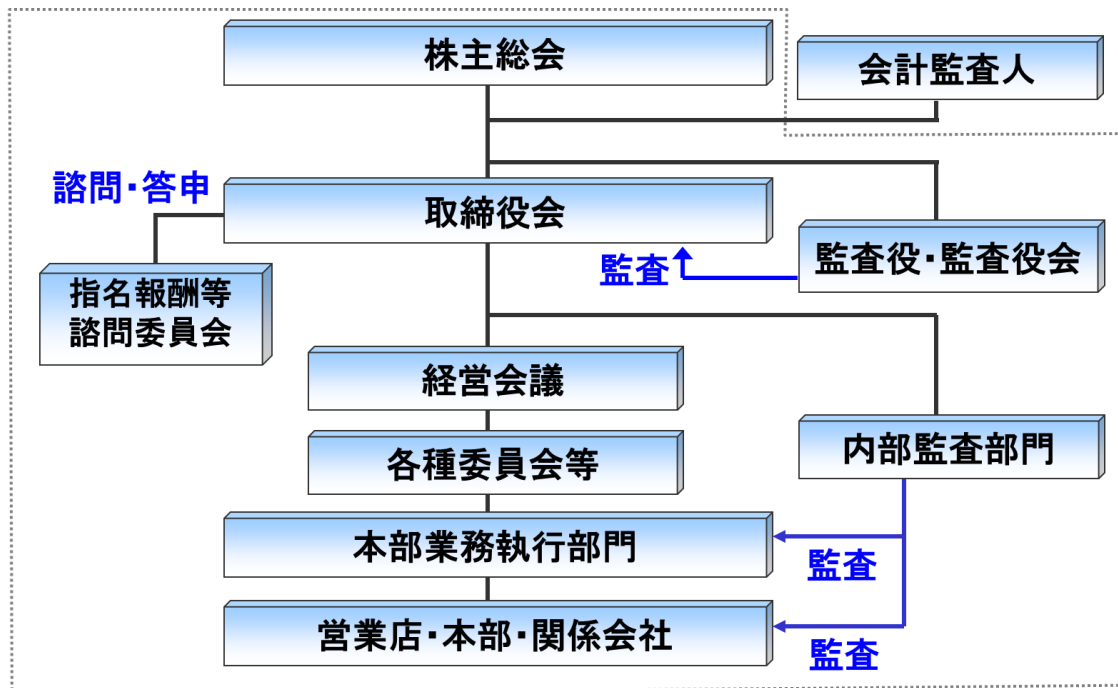 株主総会
会計監査人
諮問・答申
取締役会
監査
監査役・監査役会
指名報酬等
諮問委員会
経営会議
各種委員会等
内部監査部門
本部業務執行部門
監査
営業店・本部・関係会社
監査